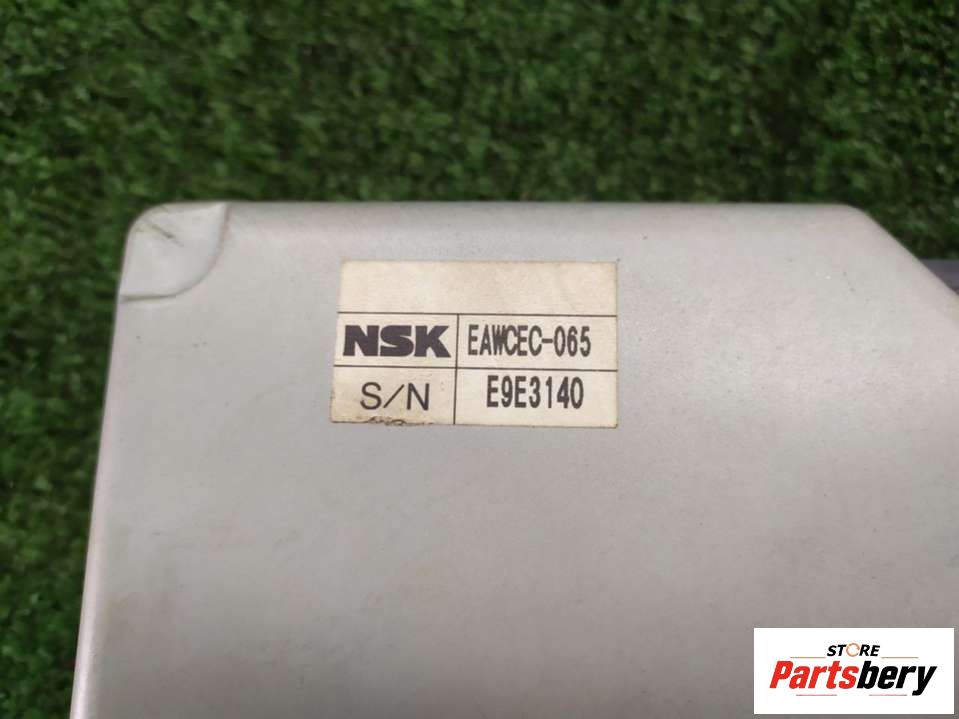 NSK EAWCEC-065
S/N E9E3140
STORE
Partsbery